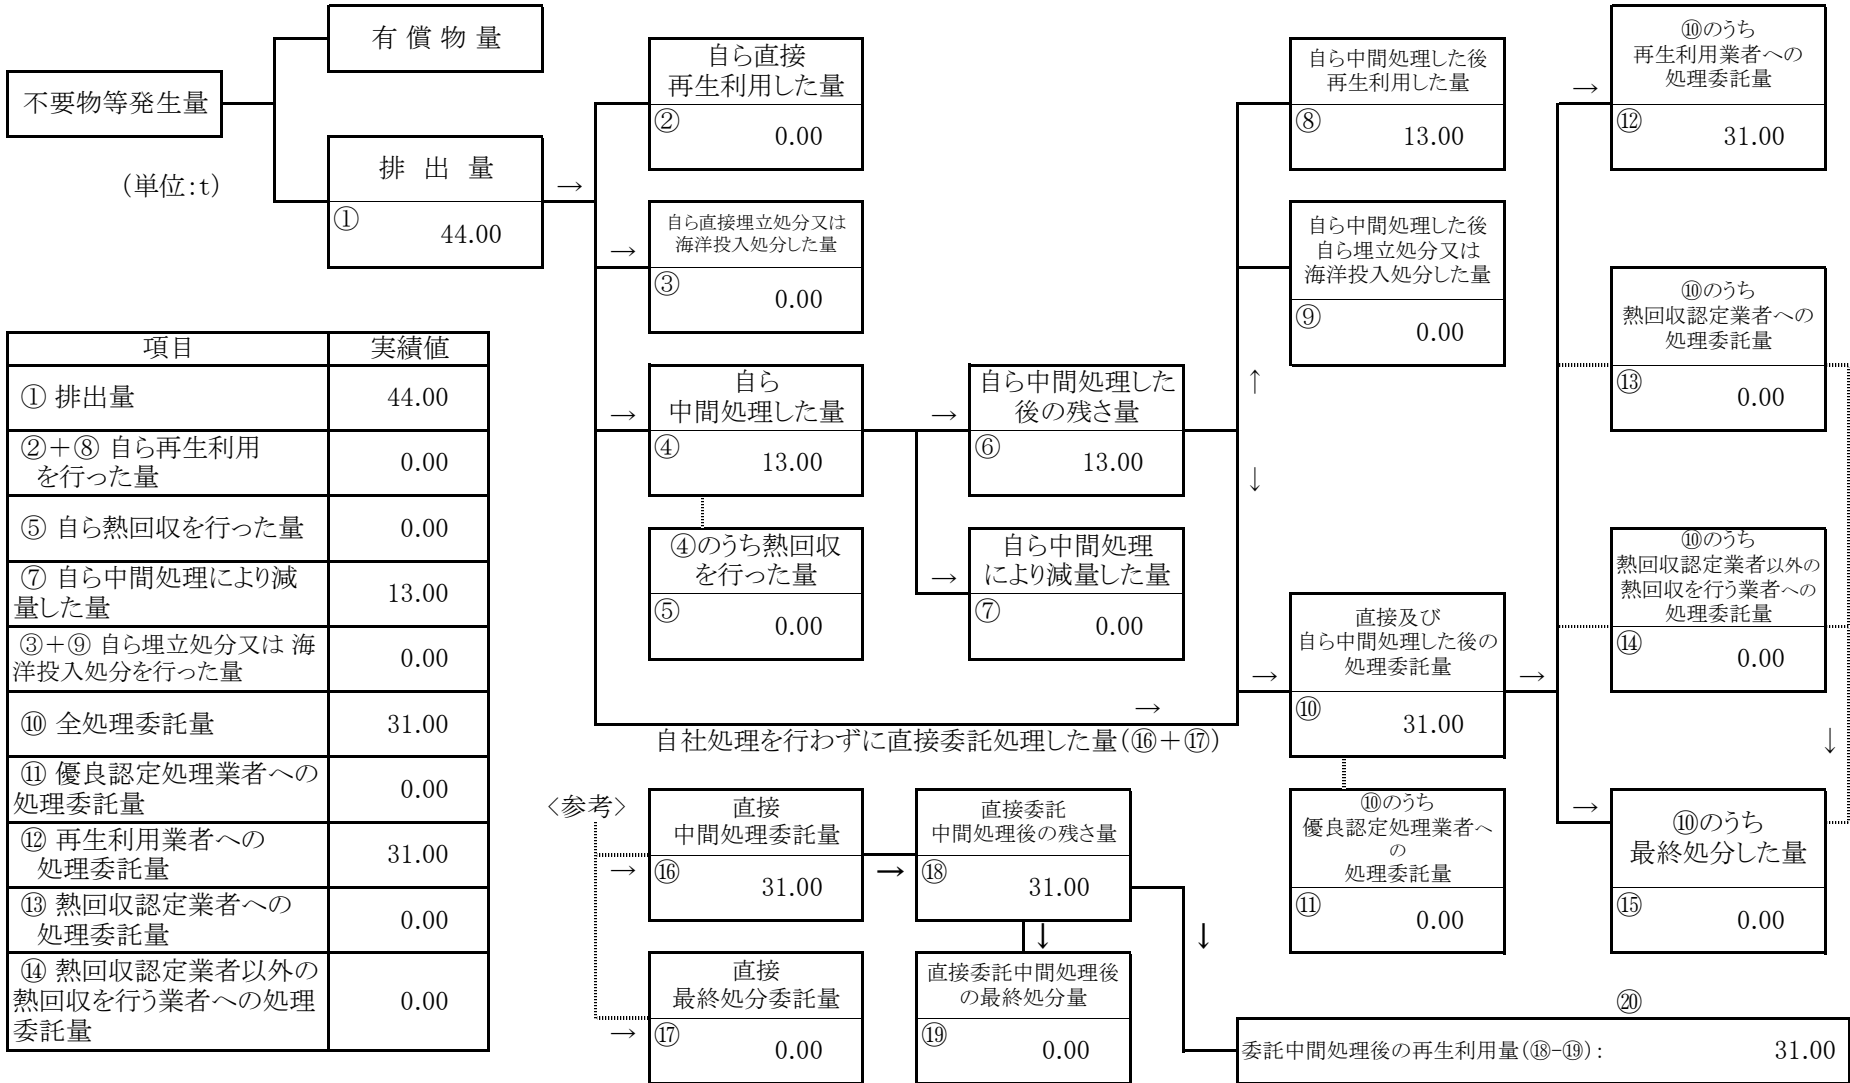 有 償 物 量
不要物等発生量
排 出 量
①
44.00
(単位:t)
→
自ら直接
再生利用した量
②
0.00
→
自ら直接埋立処分又は
海洋投入処分した量
③
0.00
→
自ら
中間処理した量
④
13.00
④のうち熱回収
を行った量
⑤
0.00
→
自ら中間処理した
後の残さ量
⑥
13.00
→
自ら中間処理
により減量した量
⑦
0.00
↑
↓
自ら中間処理した後
再生利用した量
⑧
13.00
自ら中間処理した後
自ら埋立処分又は
海洋投入処分した量
⑨
0.00
→
直接及び
自ら中間処理した後の
処理委託量
⑩
31.00
→
自社処理を行わずに直接委託処理した量(⑯+⑰)
⑩のうち
優良認定処理業者へ
の
処理委託量
⑪
0.00
→
→
⑩のうち
再生利用業者への
処理委託量
⑫
31.00
⑩のうち
熱回収認定業者への
処理委託量
⑬
0.00
⑩のうち
熱回収認定業者以外の
熱回収を行う業者への
処理委託量
⑭
0.00
↓
→
⑩のうち
最終処分した量
⑮
0.00
項目 実績値
① 排出量 44.00
②+⑧ 自ら再生利用
を行った量 0.00
⑤ 自ら熱回収を行った量 0.00
⑦ 自ら中間処理により減
量した量 13.00
③+⑨ 自ら埋立処分又は 海
洋投入処分を行った量 0.00
⑩ 全処理委託量 31.00
⑪ 優良認定処理業者への
処理委託量 0.00
⑫ 再生利用業者への
処理委託量 31.00
⑬ 熱回収認定業者への
処理委託量 0.00
⑭ 熱回収認定業者以外の
熱回収を行う業者への処理
委託量 0.00
〈参考〉
→
直接
中間処理委託量
⑯
31.00
→
直接委託
中間処理後の残さ量
⑱
31.00
↓
↓
→
直接
最終処分委託量
⑰
0.00
直接委託中間処理後
の最終処分量
⑲
0.00
⑳
委託中間処理後の再生利用量(⑱-⑲): 31.00